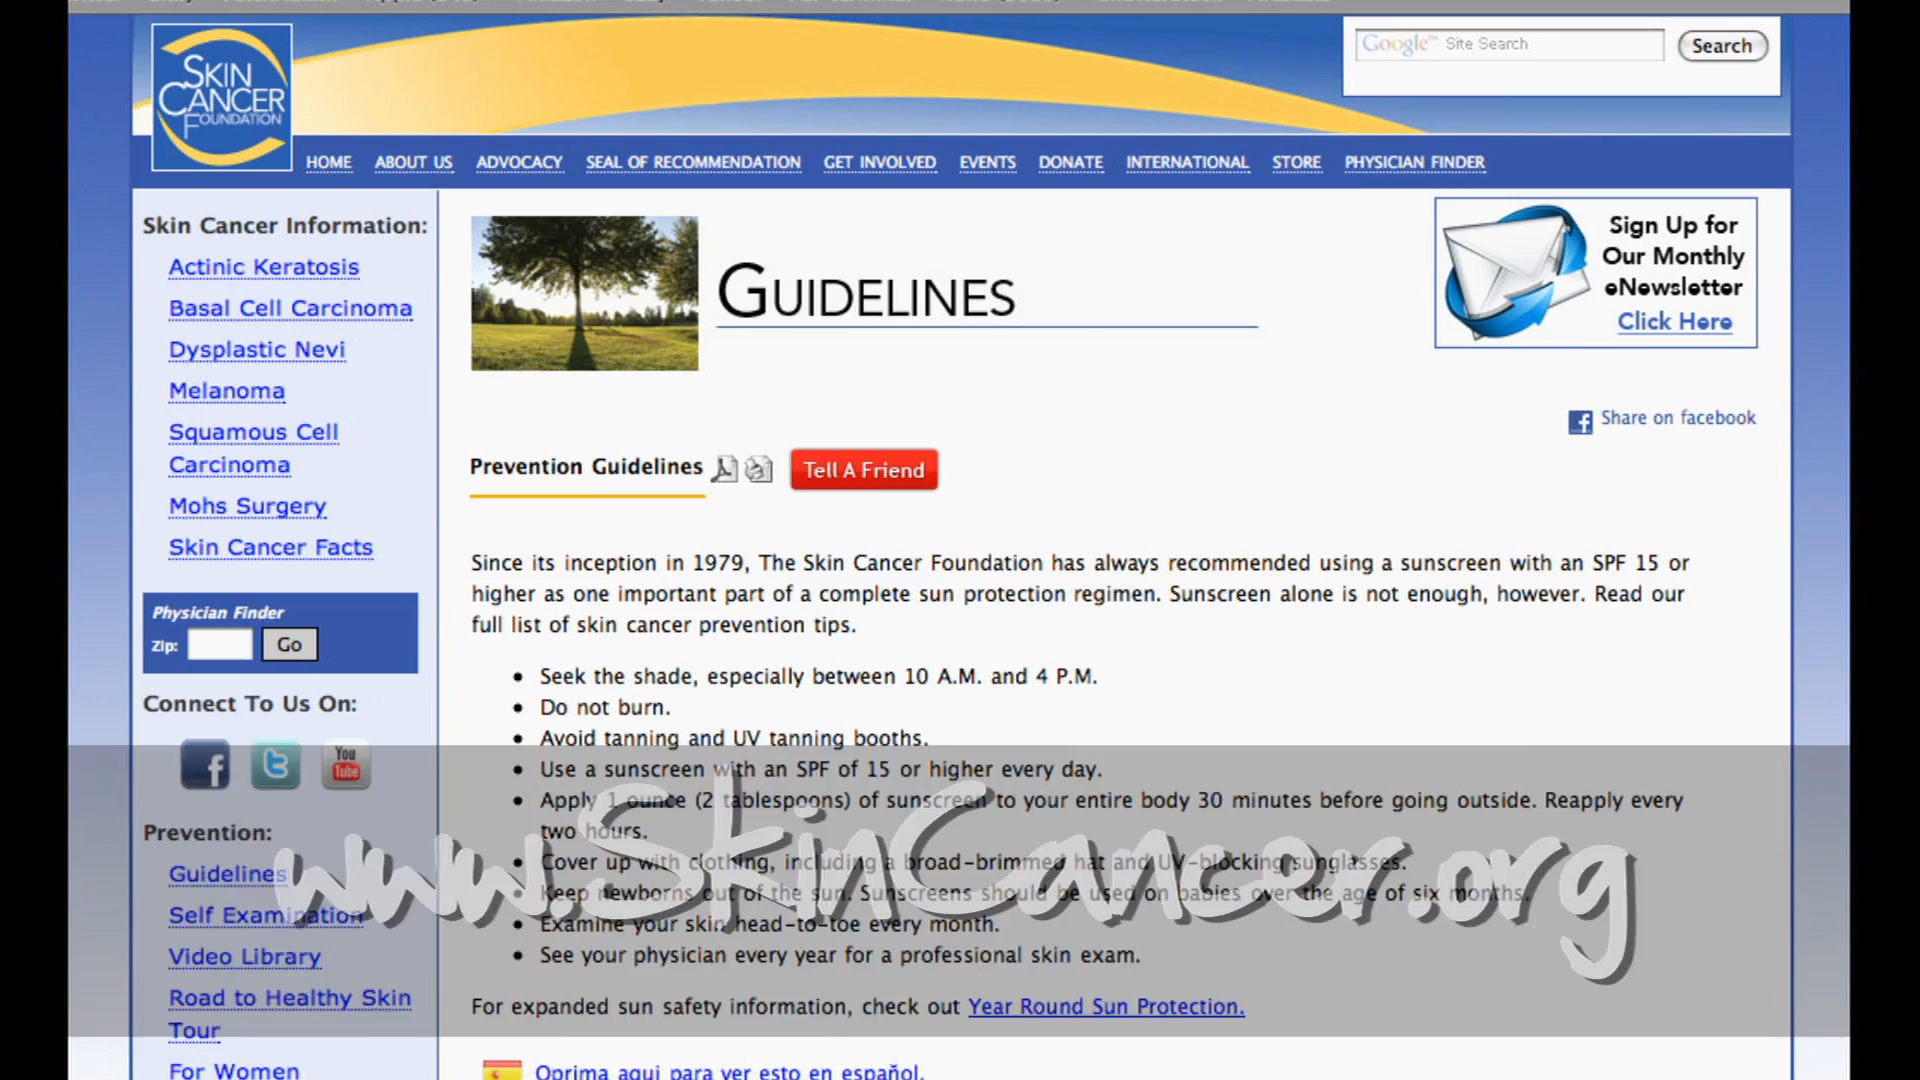 SKIN
CANCER
FOUNDATION
Google™ Site Search
Search
HOME ABOUT US ADVOCACY SEAL OF RECOMMENDATION GET INVOLVED EVENTS DONATE INTERNATIONAL STORE PHYSICIAN FINDER
Skin Cancer Information:
Actinic Keratosis
Basal Cell Carcinoma
Dysplastic Nevi
Melanoma
Squamous Cell
Carcinoma
Mohs Surgery
Skin Cancer Facts
Physician Finder
Zip: Go
Connect To Us On:
You
Tube
Prevention:
Guidelines
Self Examination
Video Library
Road to Healthy Skin
Tour
For Women
GUIDELINES
Sign Up for
Our Monthly
eNewsletter
Click Here
Share on facebook
Prevention Guidelines
Tell A Friend
Since its inception in 1979, The Skin Cancer Foundation has always recommended using a sunscreen with an SPF 15 or
higher as one important part of a complete sun protection regimen. Sunscreen alone is not enough, however. Read our
full list of skin cancer prevention tips.
• Seek the shade, especially between 10 A.M. and 4 P.M.
• Do not burn.
• Avoid tanning and UV tanning booths.
• Use a sunscreen with an SPF of 15 or higher every day.
• Apply 1 ounce (2 tablespoons) of sunscreen to your entire body 30 minutes before going outside. Reapply every
two hours.
• Cover up with clothing, including a broad-brimmed hat and UV-blocking sunglasses.
• Keep newborns out of the sun. Sunscreens should be used on babies over the age of six months.
• Examine your skin head-to-toe every month.
• See your physician every year for a professional skin exam.
For expanded sun safety information, check out Year Round Sun Protection.
Oprima aqui para ver esto en español.
www.SkinCancer.org